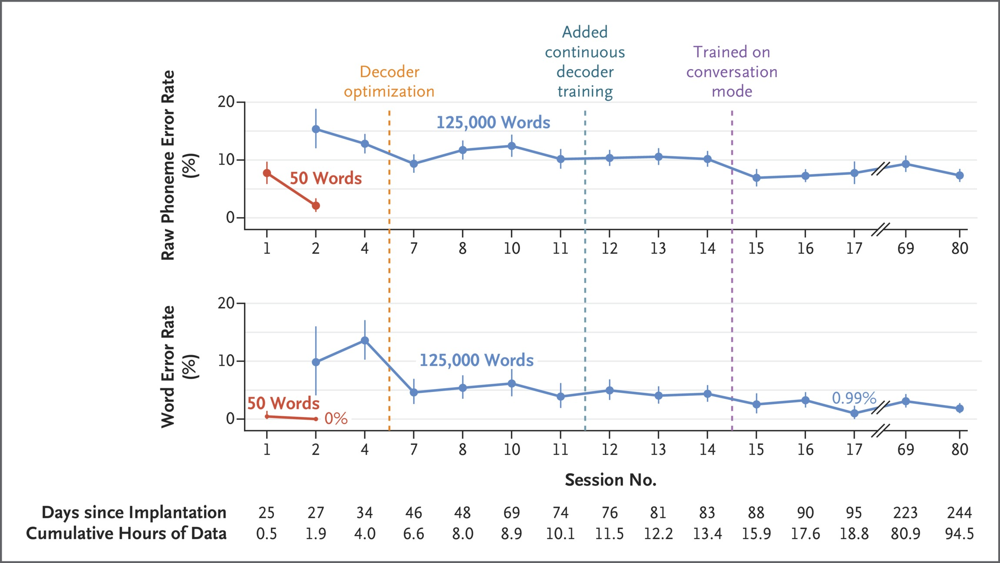 Added
continuous
decoder
training
Trained on
conversation
mode
Decoder
optimization
Raw Phoneme Error Rate
(%)
20
10
0
125,000 Words
50 Words
1 2 4 7 8 10 11 12 13 14 15 16 17 69 80
Word Error Rate
(%)
20
10
0
125,000 Words
50 Words
0%
0.99%
1 2 4 7 8 10 11 12 13 14 15 16 17 69 80
Session No.
Days since Implantation 25 27 34 46 48 69 74 76 81 83 88 90 95 223 244
Cumulative Hours of Data 0.5 1.9 4.0 6.6 8.0 8.9 10.1 11.5 12.2 13.4 15.9 17.6 18.8 80.9 94.5